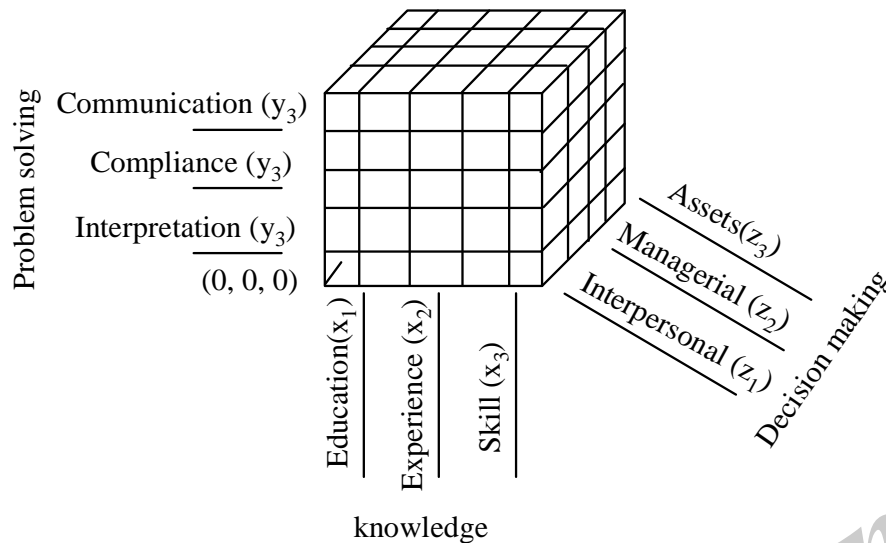 Problem solving
Communication (y3)
Compliance (y3)
Interpretation (y3)
(0, 0, 0)
Education(x1)
Experience (x2)
Skill (x3)
knowledge
Assets(z3)
Managerial (z2)
Interpersonal (z1)
Decision making